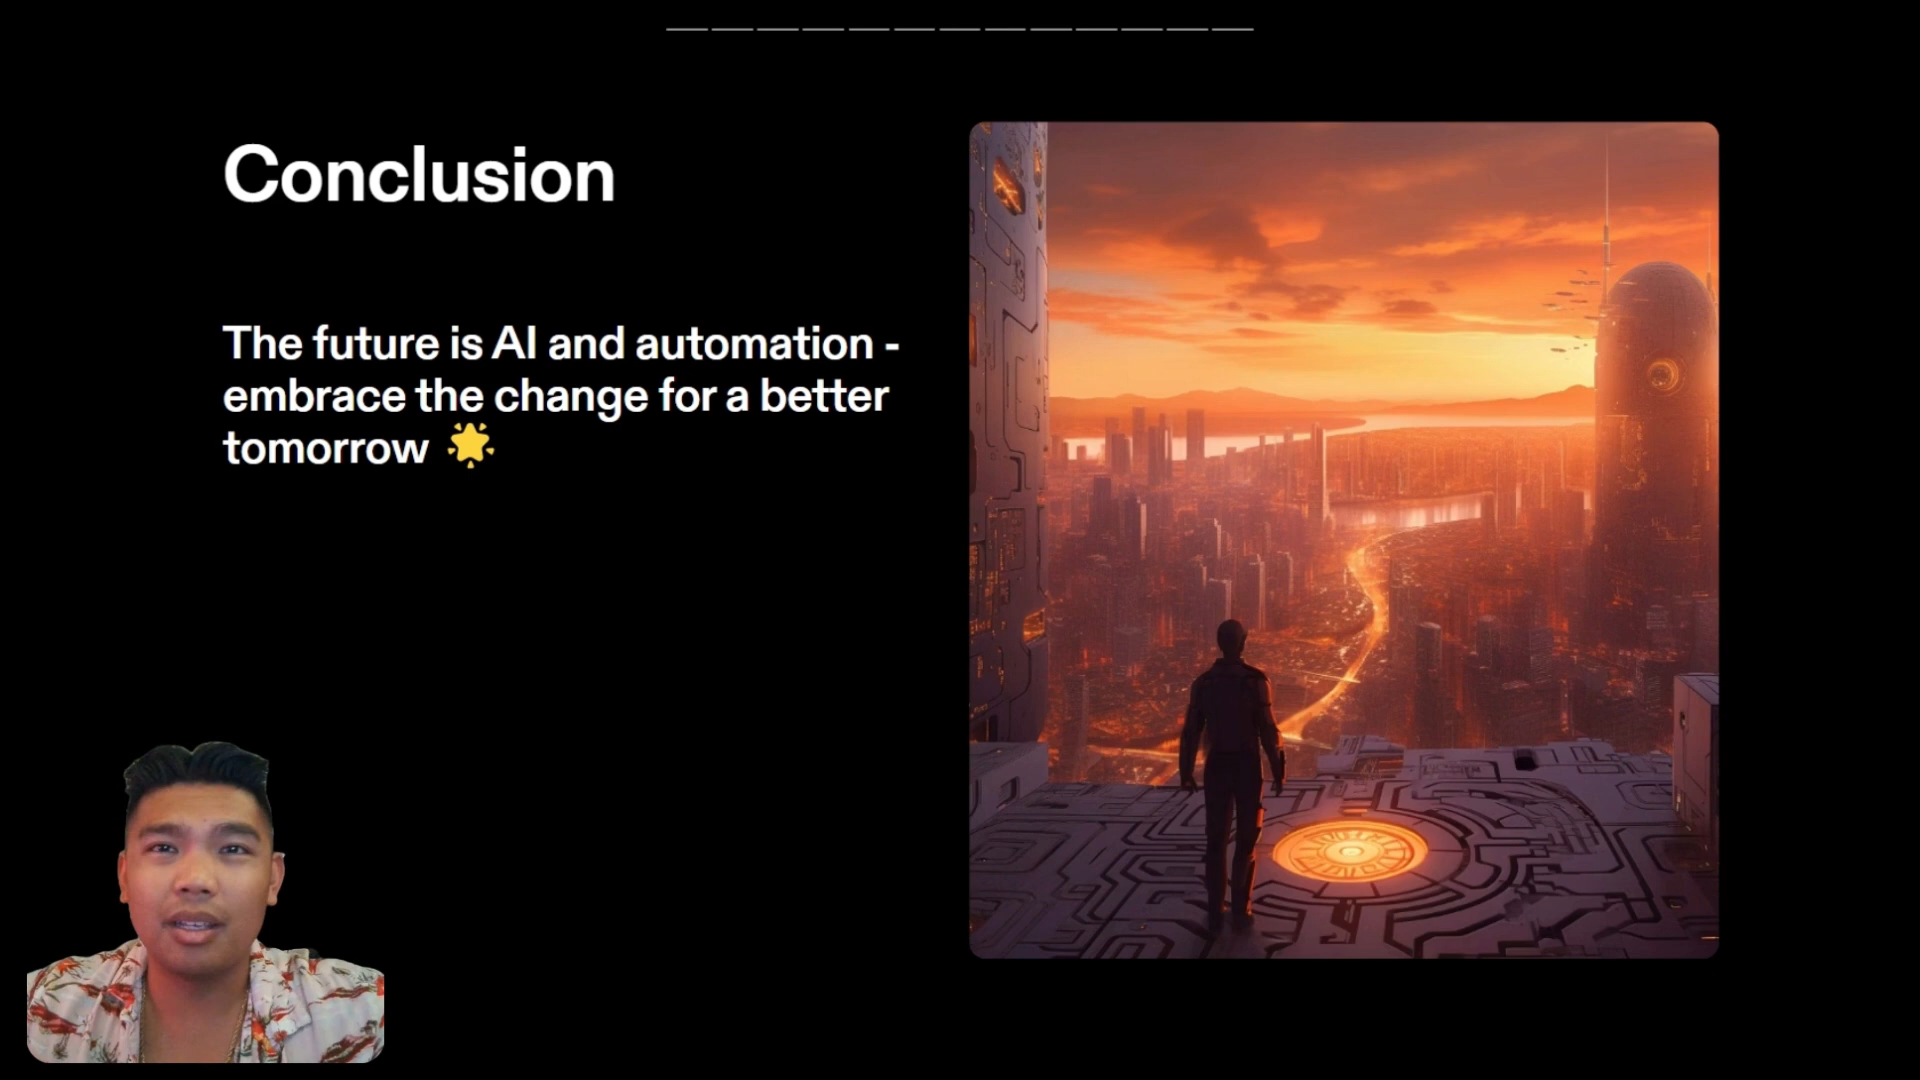 Conclusion
The future is AI and automation -
embrace the change for a better
tomorrow 🌟